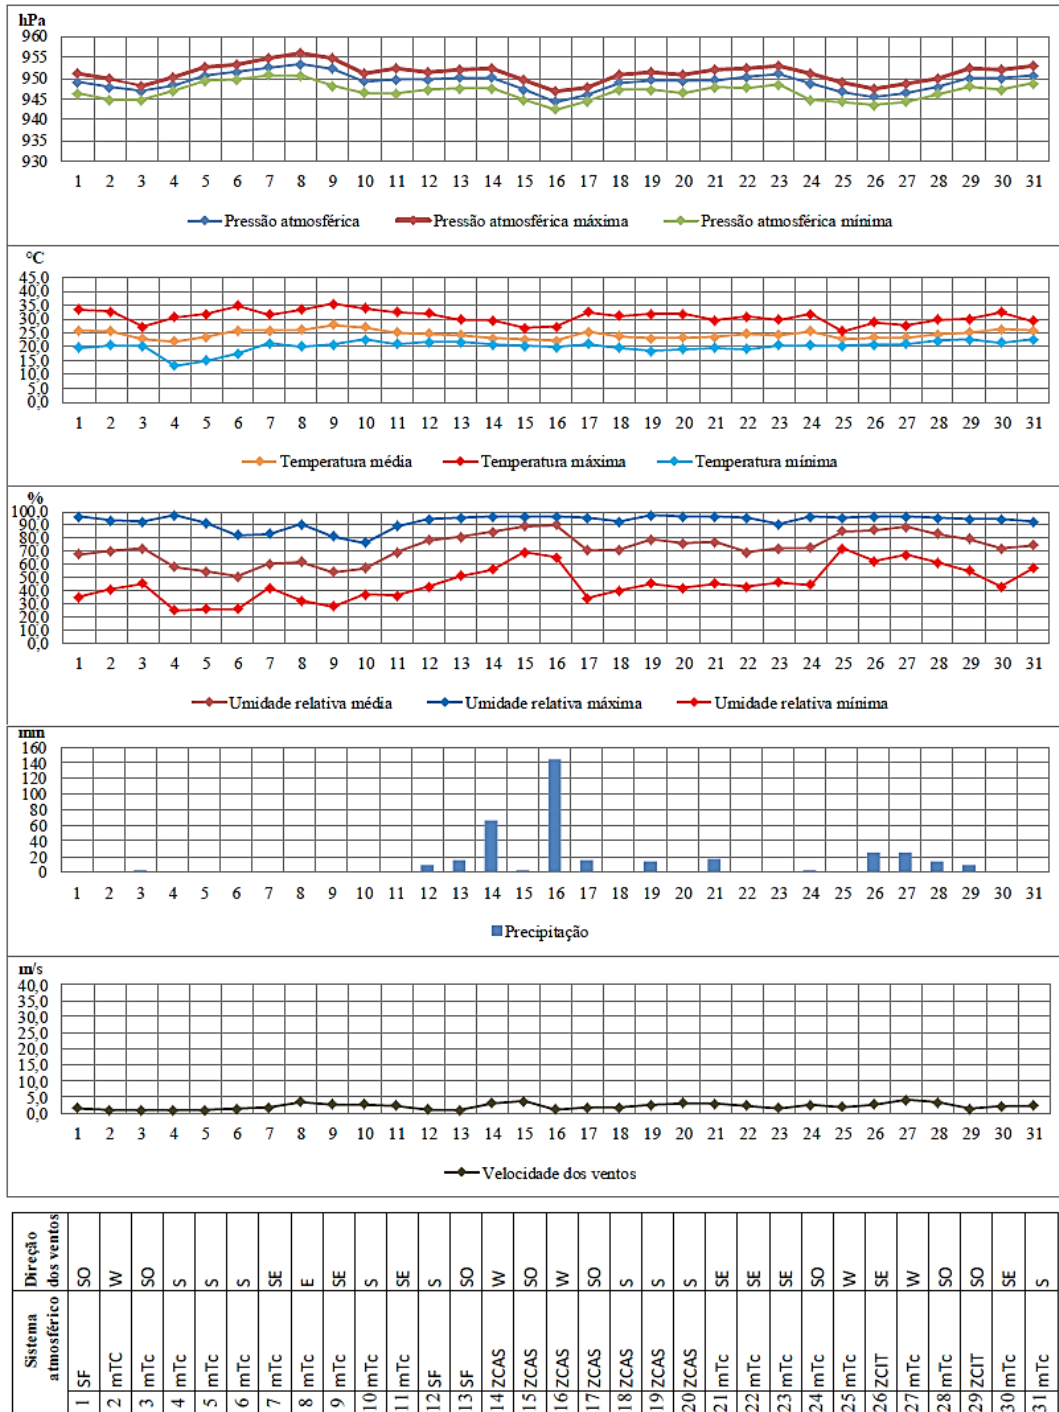 hPa
960
955
950
945
940
935
930
1 2 3 4 5 6 7 8 9 10 11 12 13 14 15 16 17 18 19 20 21 22 23 24 25 26 27 28 29 30 31
Pressão atmosférica Pressão atmosférica máxima Pressão atmosférica mínima
°C
45,0
40,0
35,0
30,0
25,0
20,0
15,0
10,0
5,0
0,0
1 2 3 4 5 6 7 8 9 10 11 12 13 14 15 16 17 18 19 20 21 22 23 24 25 26 27 28 29 30 31
Temperatura média Temperatura máxima Temperatura mínima
%
100,0
90,0
80,0
70,0
60,0
50,0
40,0
30,0
20,0
10,0
0,0
1 2 3 4 5 6 7 8 9 10 11 12 13 14 15 16 17 18 19 20 21 22 23 24 25 26 27 28 29 30 31
Umidade relativa média Umidade relativa máxima Umidade relativa mínima
mm
160
140
120
100
80
60
40
20
0
1 2 3 4 5 6 7 8 9 10 11 12 13 14 15 16 17 18 19 20 21 22 23 24 25 26 27 28 29 30 31
Precipitação
m/s
40,0
35,0
30,0
25,0
20,0
15,0
10,0
5,0
0,0
1 2 3 4 5 6 7 8 9 10 11 12 13 14 15 16 17 18 19 20 21 22 23 24 25 26 27 28 29 30 31
Velocidade dos ventos
Direção
dos ventos
SO W SO S S S SE E SE S SE S SO W SO W SO S S S SE SE SE SO W SE W SO SO SE S
Sistema
atmosférico
SF mTC mTc mTc mTc mTc mTc mTc mTc mTc mTc SF SF ZCAS ZCAS ZCAS ZCAS ZCAS ZCAS ZCAS mTc mTc mTc mTc mTc ZCIT mTc mTc ZCIT mTc mTc
1 2 3 4 5 6 7 8 9 10 11 12 13 14 15 16 17 18 19 20 21 22 23 24 25 26 27 28 29 30 31